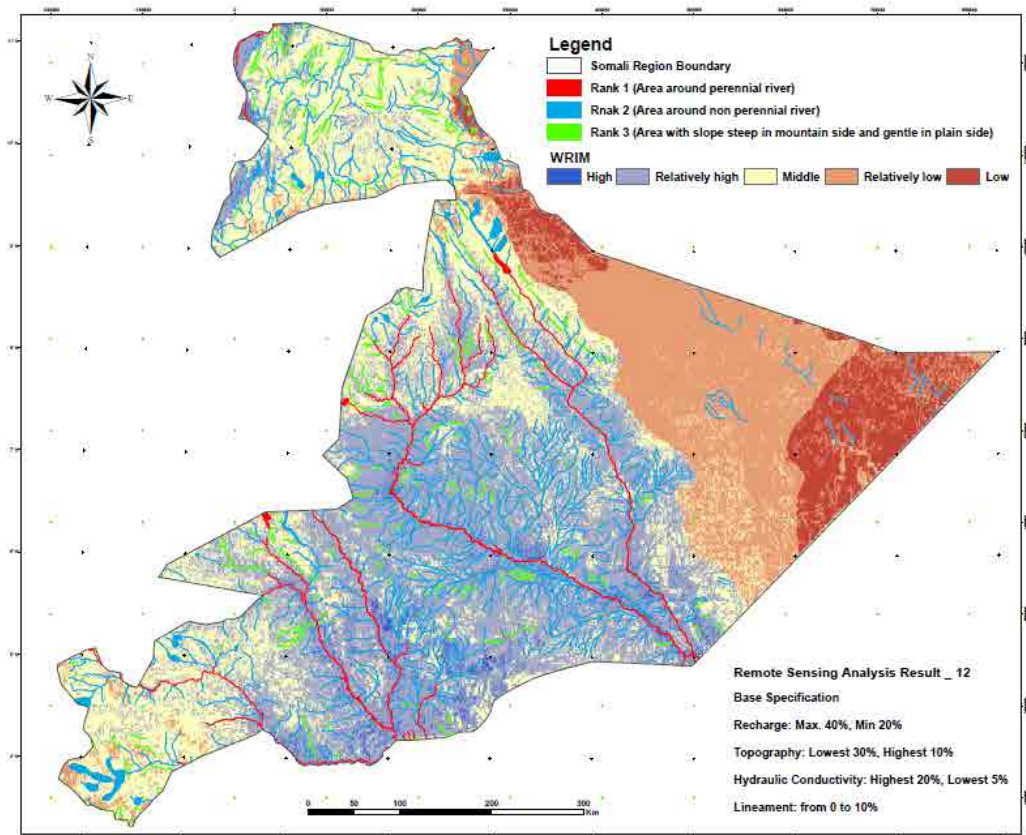 N
W E
S
Legend
Somali Region Boundary
Rank 1 (Area around perennial river)
Rnak 2 (Area around non perennial river)
Rank 3 (Area with slope steep in mountain side and gentle in plain side)
WRIM
High Relatively high Middle Relatively low Low
Remote Sensing Analysis Result _ 12
Base Specification
Recharge: Max. 40%, Min 20%
Topography: Lowest 30%, Highest 10%
Hydraulic Conductivity: Highest 20%, Lowest 5%
Lineament: from 0 to 10%
0 50 100 200 300
Km